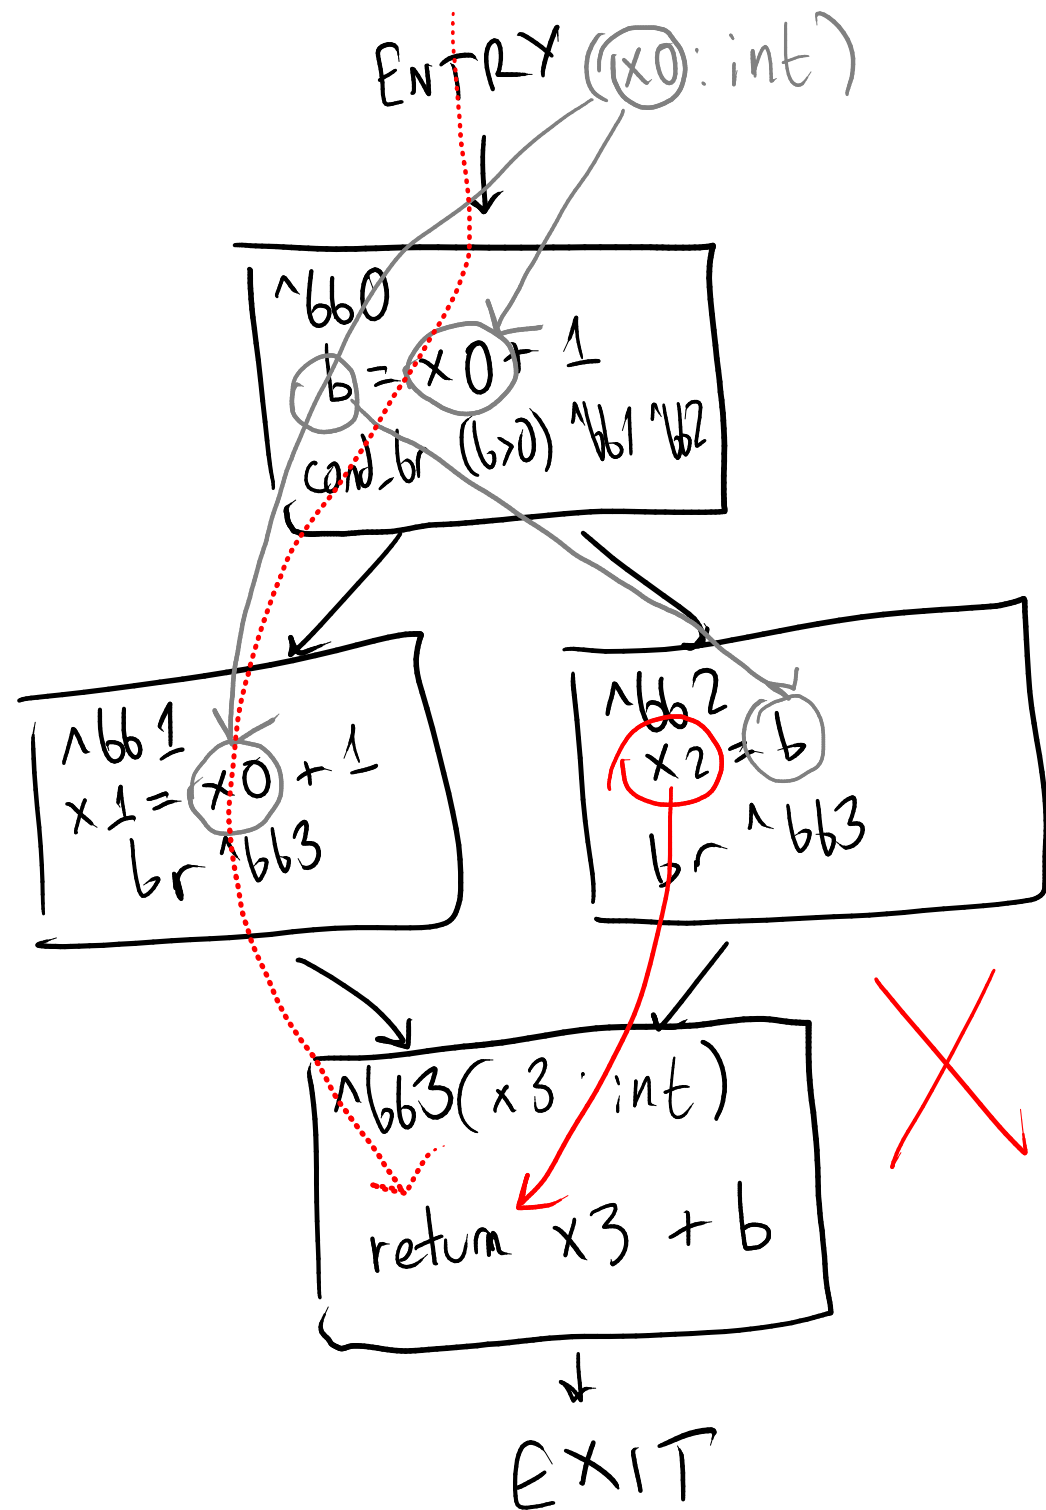 ENTRY (x0: int)
^bb0
b = x0 + 1
cond_br (b>0) ^bb1 ^bb2
^bb1
x1 = x0 + 1
br ^bb3
^bb2
x2 = b
br ^bb3
^bb3(x3: int)
return x3 + b
EXIT